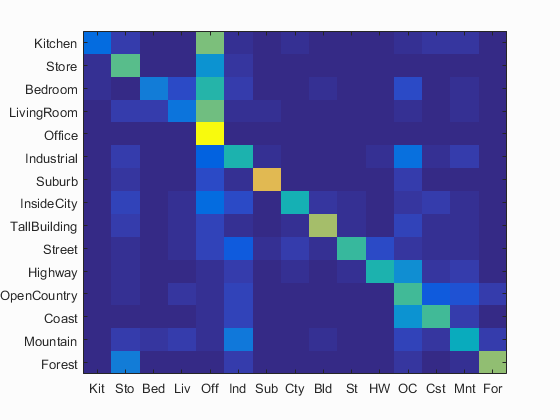 Kitchen
Store
Bedroom
LivingRoom
Office
Industrial
Suburb
InsideCity
TallBuilding
Street
Highway
OpenCountry
Coast
Mountain
Forest
Kit Sto Bed Liv Off Ind Sub Cty Bld St HW OC Cst Mnt For